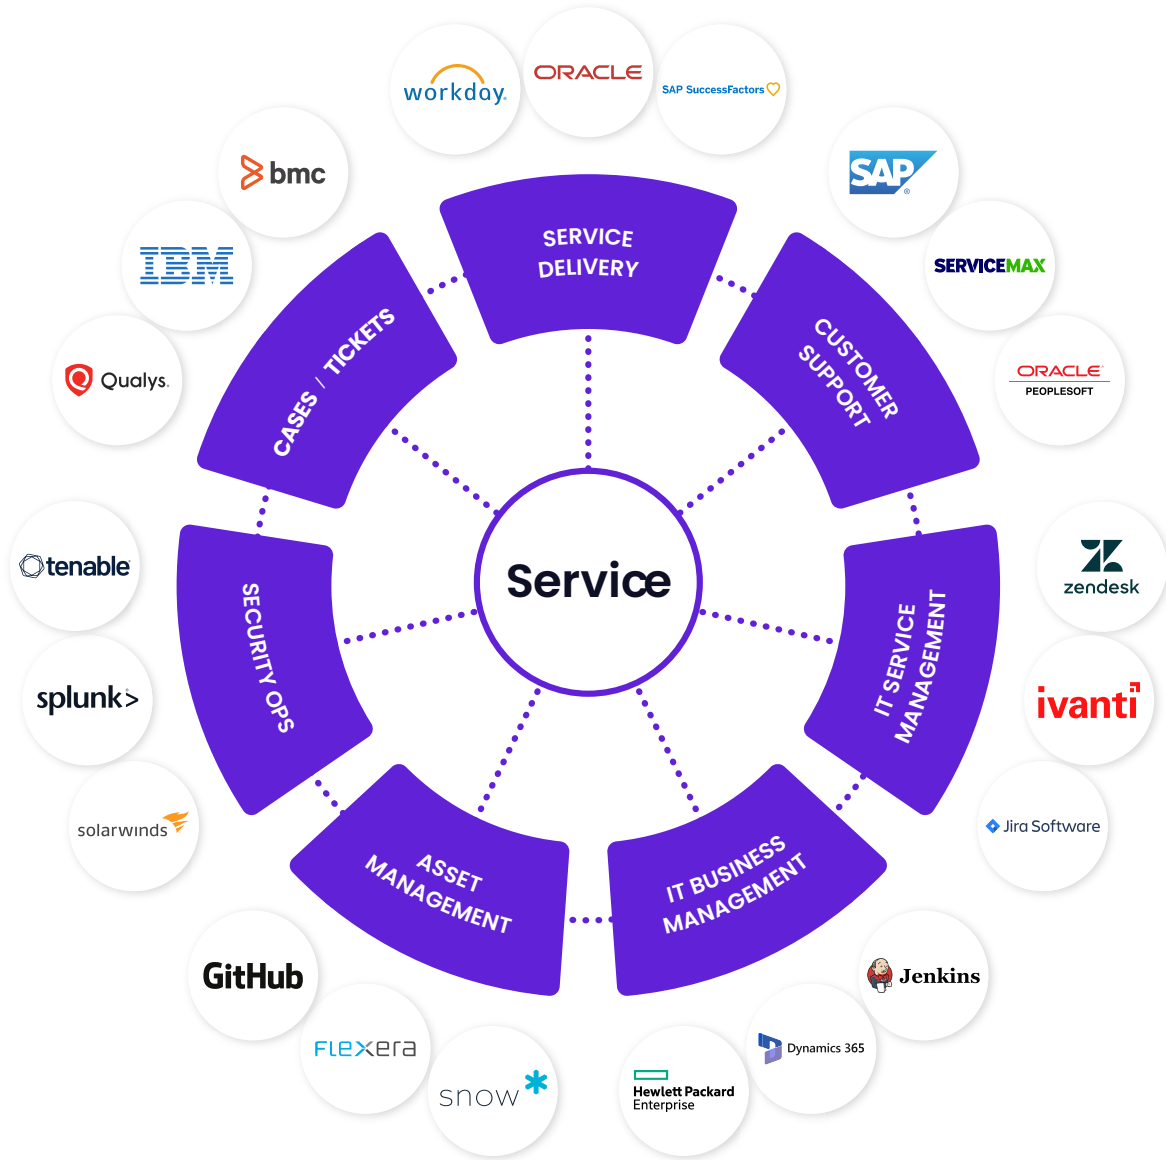 workday.
ORACLE
SAP SuccessFactors
bmc
SAP
®
IBM
SERVICEMAX
Qualys.
ORACLE
PEOPLESOFT
SERVICE
DELIVERY
CUSTOMER
SUPPORT
CASES / TICKETS
Service
tenable
zendesk
SECURITY OPS
IT SERVICE
MANAGEMENT
splunk>
ivanti
solarwinds
Jira Software
ASSET
MANAGEMENT
IT BUSINESS
MANAGEMENT
GitHub
Jenkins
FLEXera
Dynamics 365
snow
Hewlett Packard
Enterprise